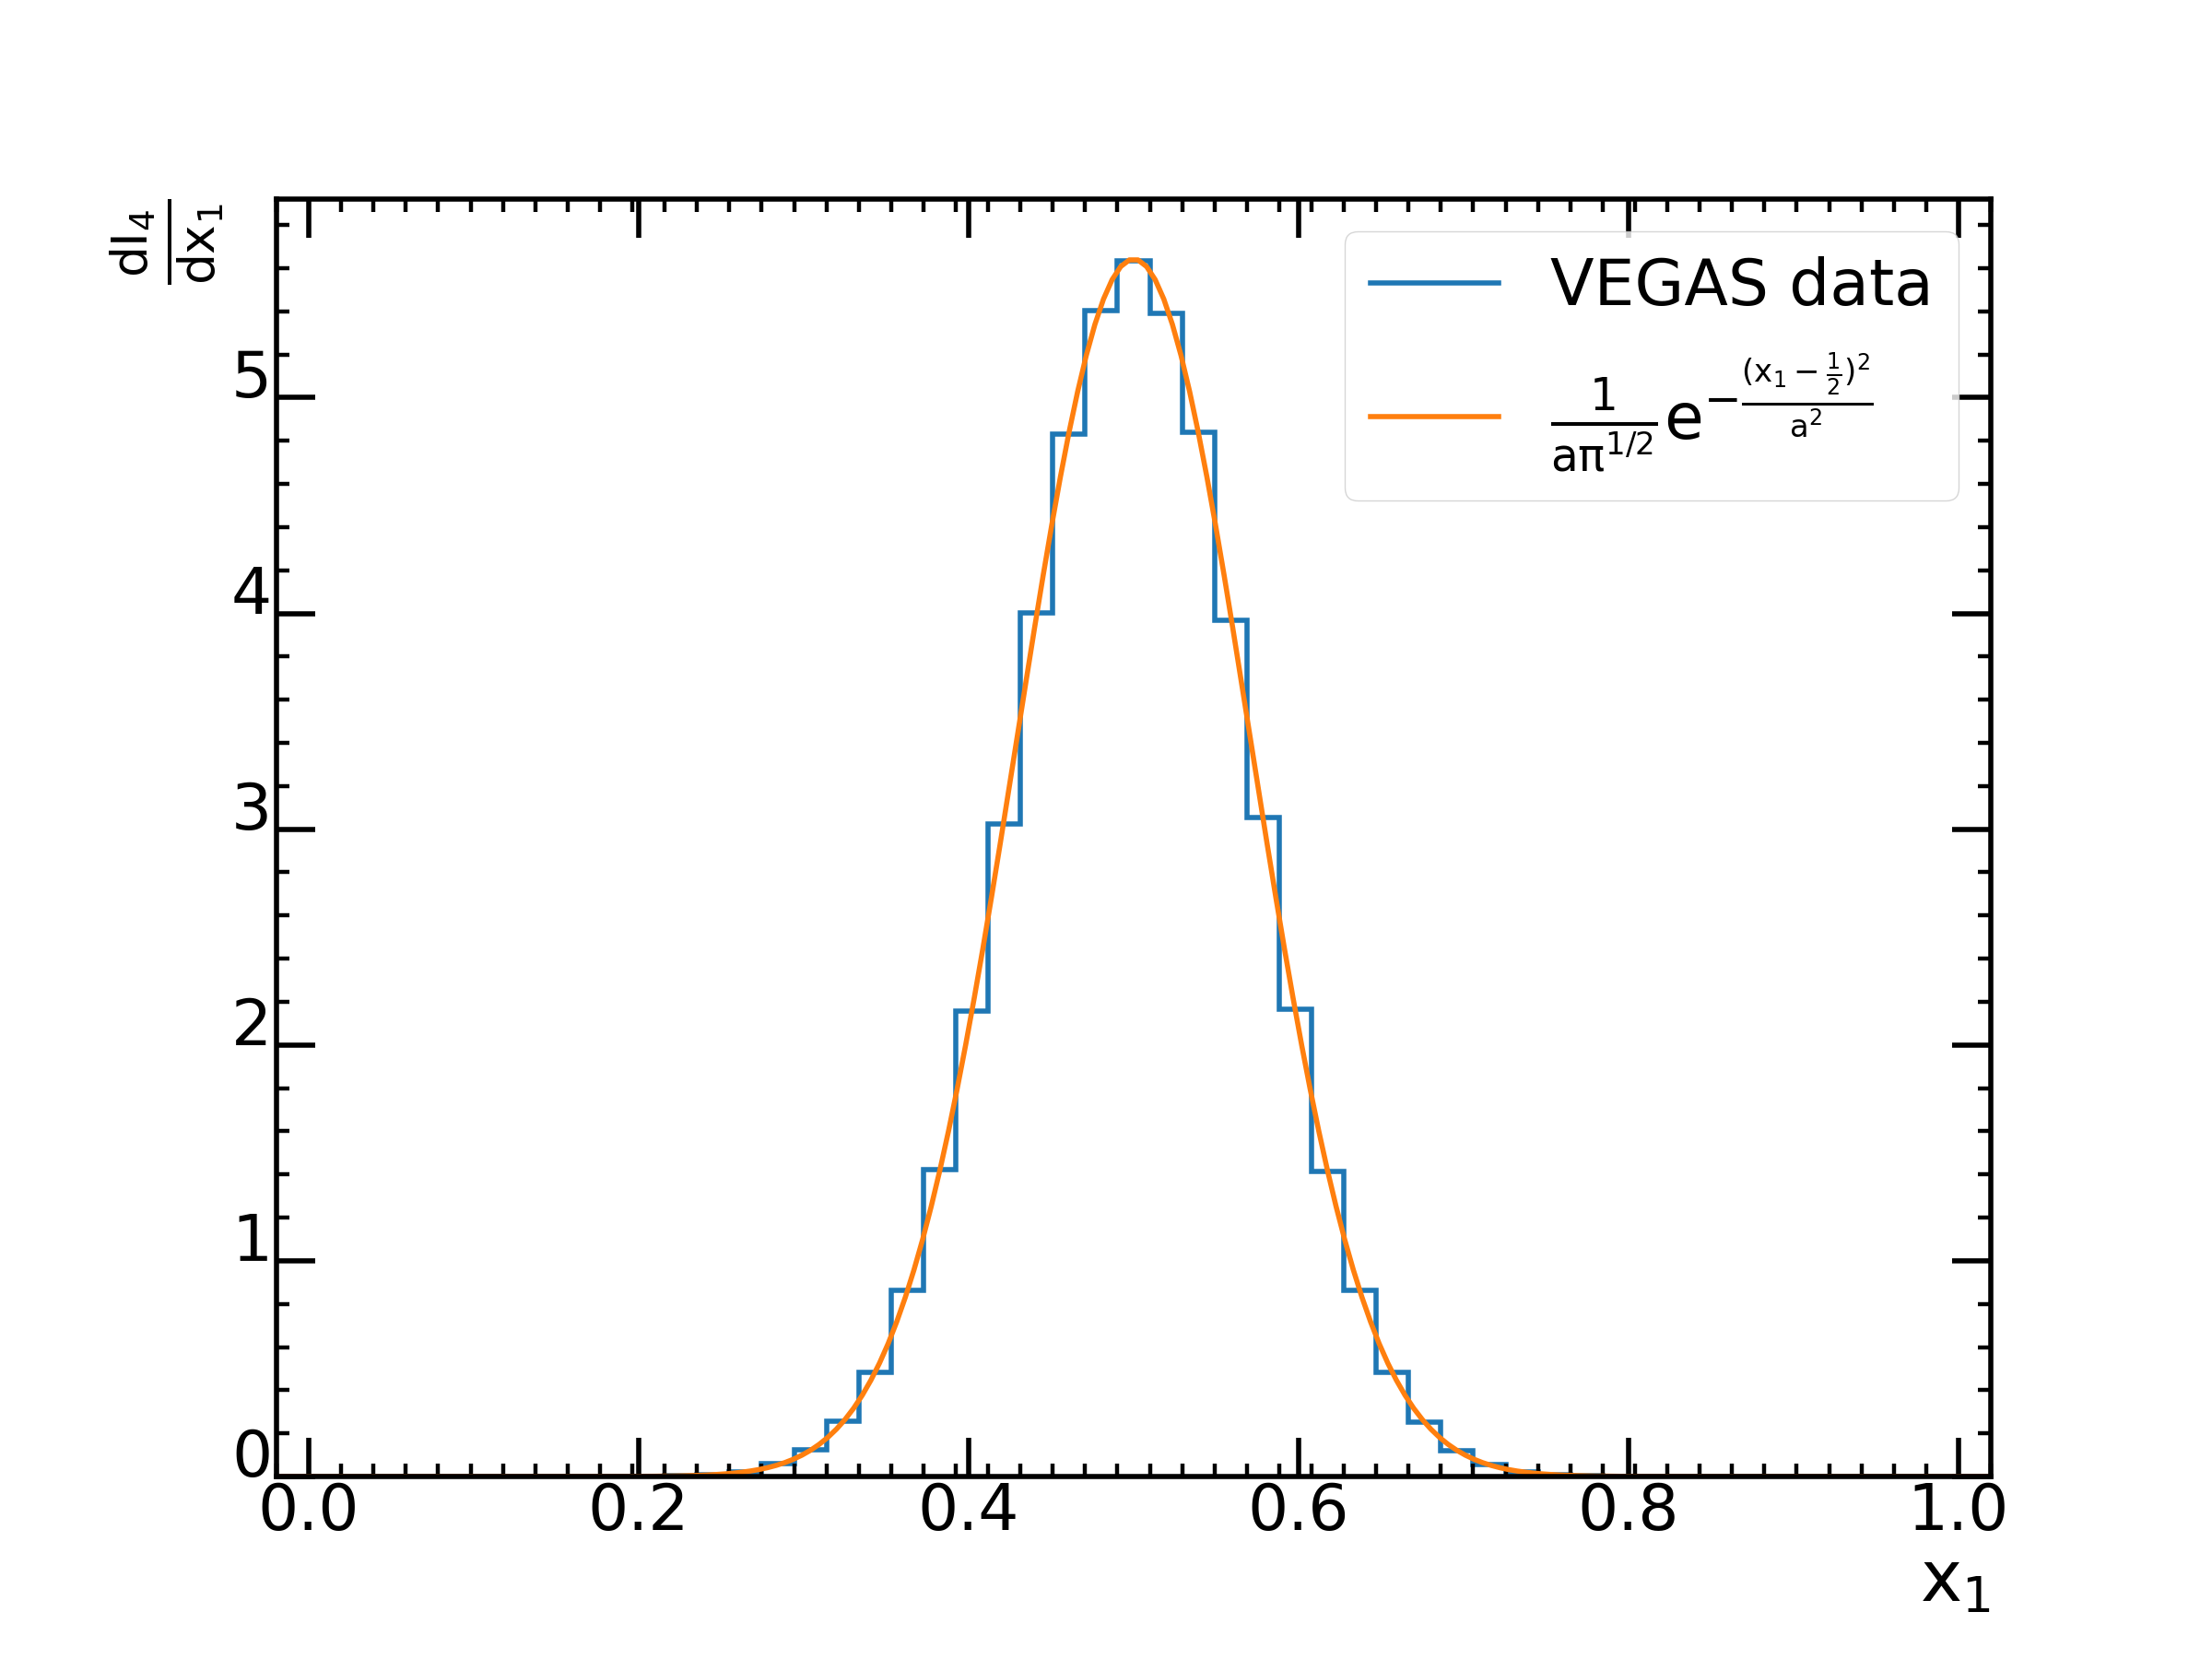 dI₄
dx₁
VEGAS data
1/(aπ^{1/2}) e^{−(x₁ − 1/2)²/a²}
5
4
3
2
1
0
0.0 0.2 0.4 0.6 0.8 1.0
x₁